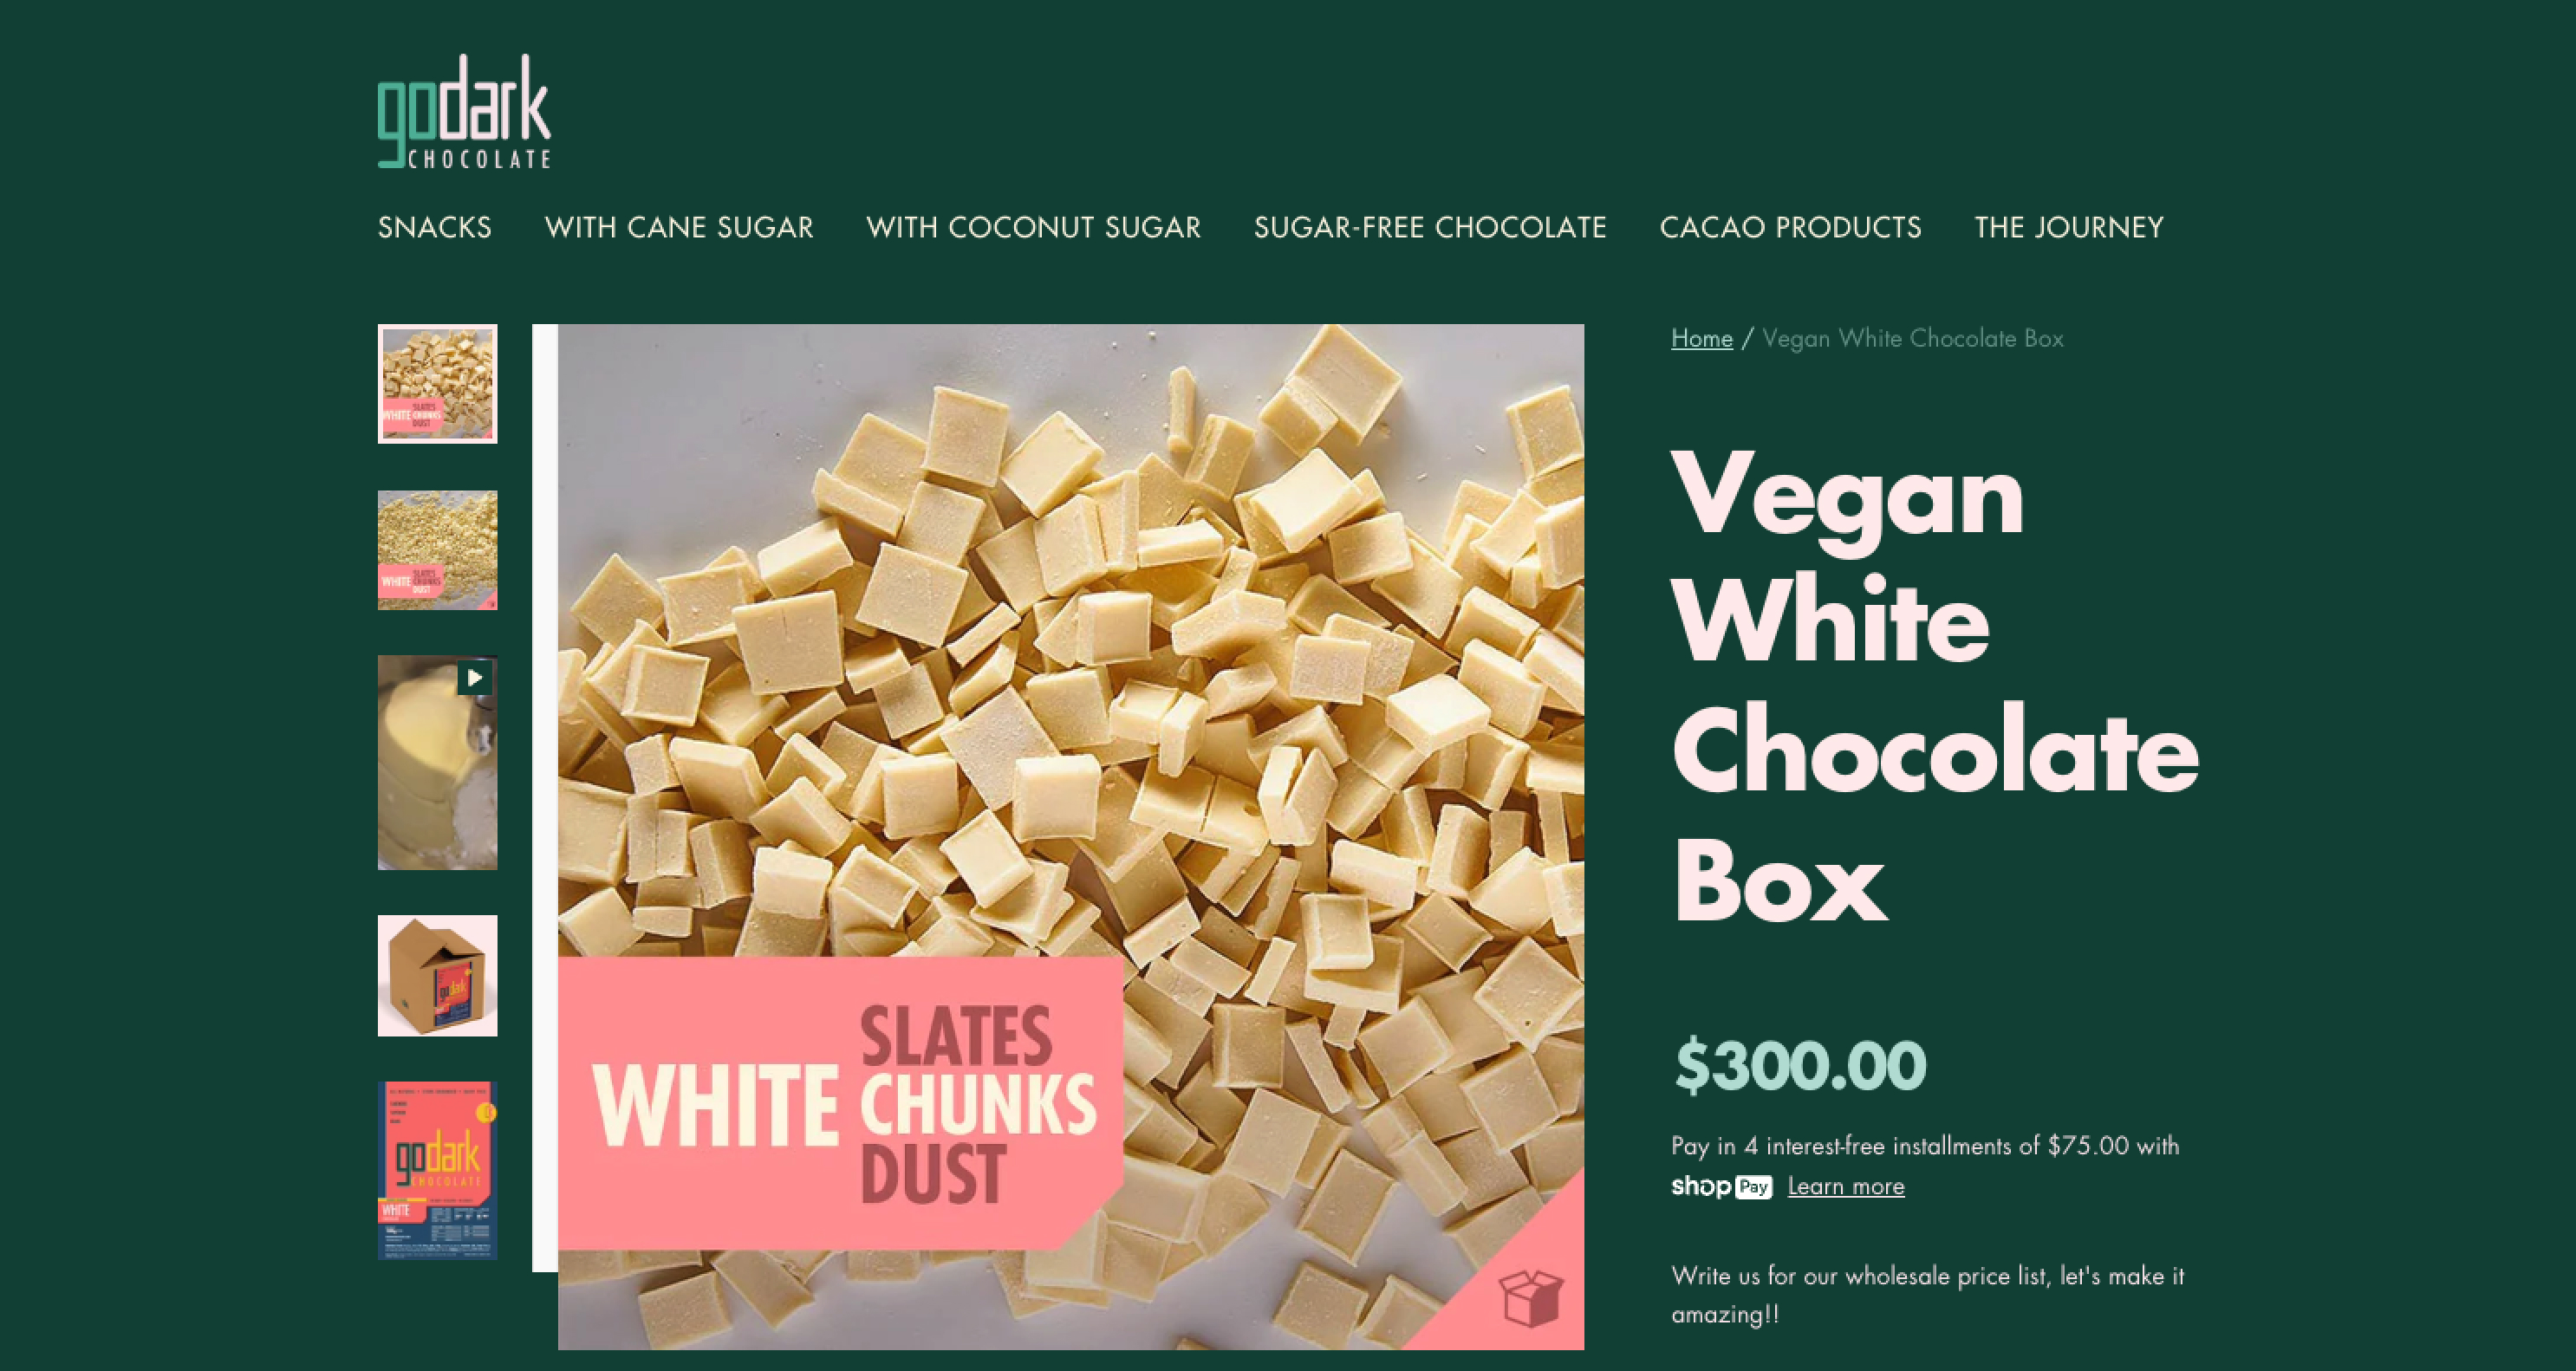 godark
CHOCOLATE
SNACKS WITH CANE SUGAR WITH COCONUT SUGAR SUGAR-FREE CHOCOLATE CACAO PRODUCTS THE JOURNEY
Home / Vegan White Chocolate Box
Vegan
White
Chocolate
Box
$300.00
Pay in 4 interest-free installments of $75.00 with
shop Pay Learn more
Write us for our wholesale price list, let's make it
amazing!!
WHITE
SLATES
CHUNKS
DUST
WHITE
SLATES
CHUNKS
DUST
WHITE
SLATES
CHUNKS
DUST
godark
godark
CHOCOLATE
WHITE